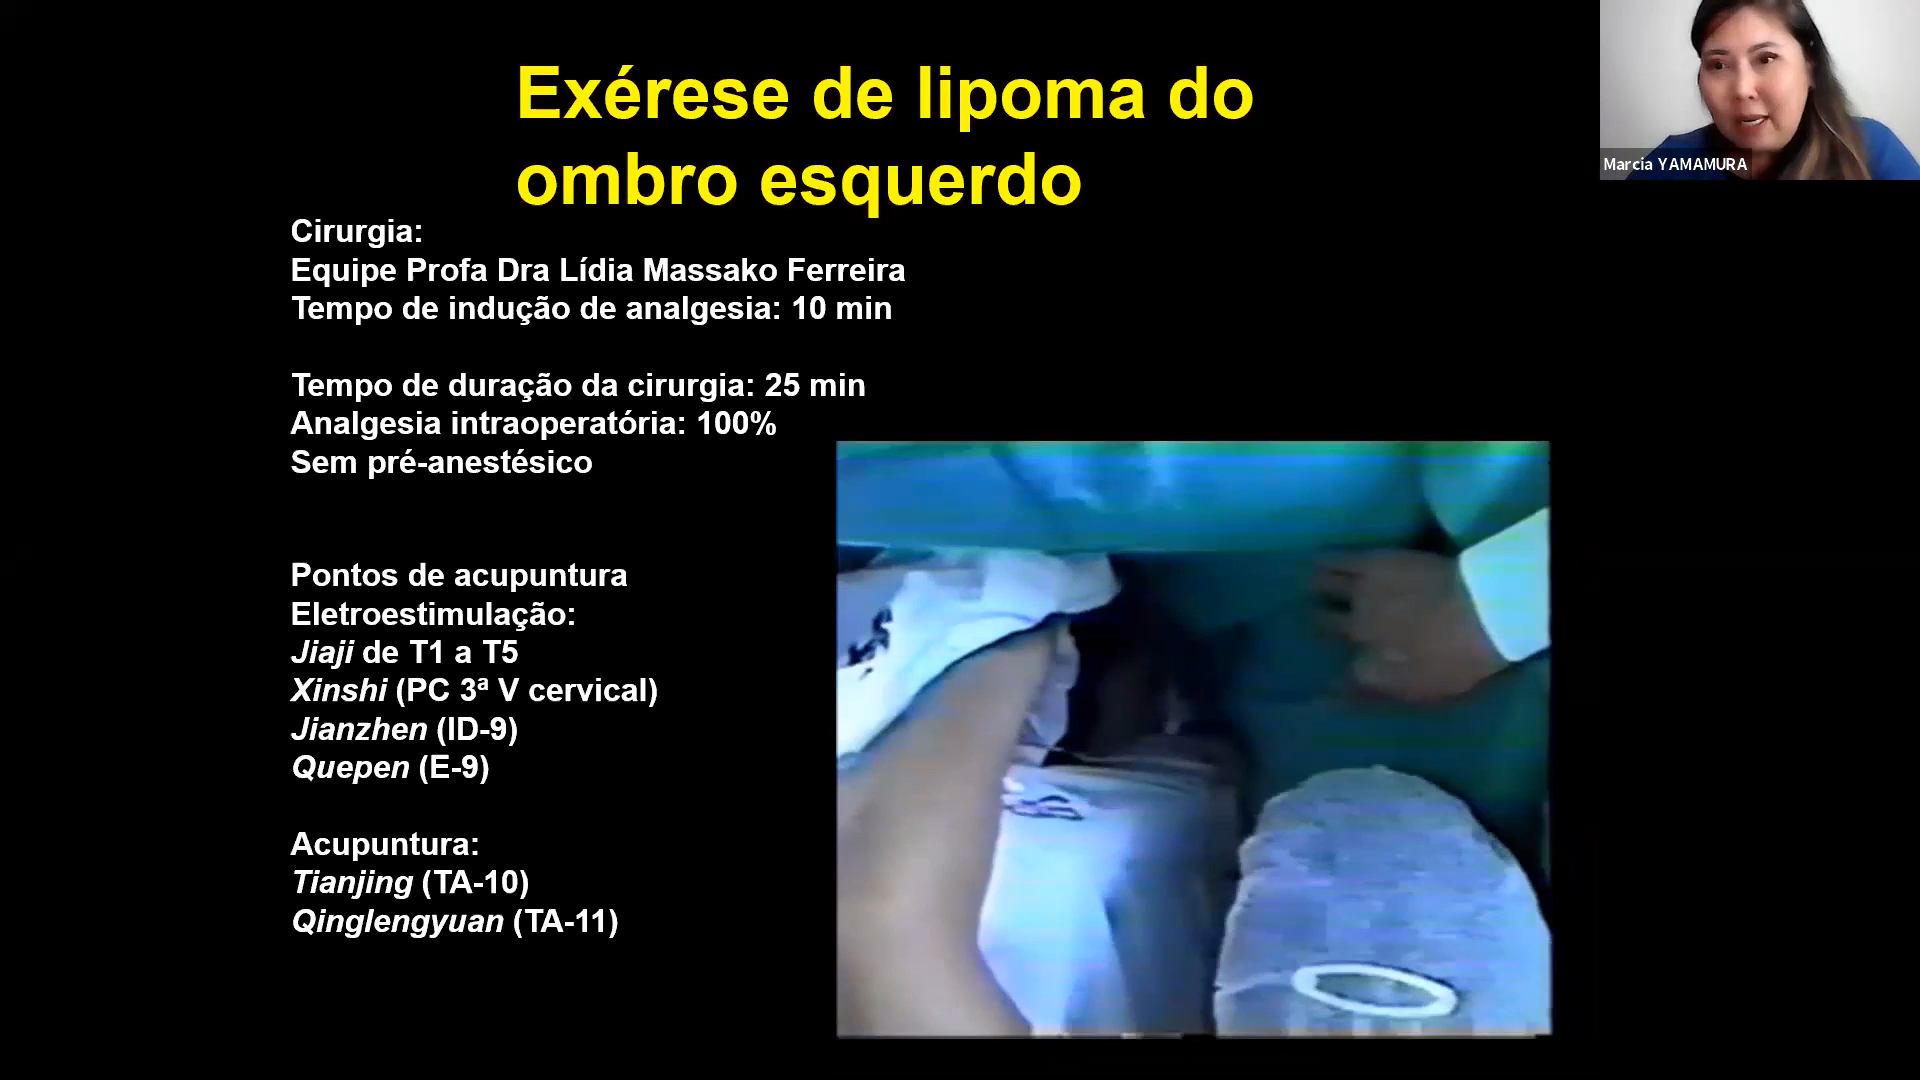 Exérese de lipoma do
ombro esquerdo
Cirurgia:
Equipe Profa Dra Lídia Massako Ferreira
Tempo de indução de analgesia: 10 min
Tempo de duração da cirurgia: 25 min
Analgesia intraoperatória: 100%
Sem pré-anestésico
Pontos de acupuntura
Eletroestimulação:
Jiaji de T1 a T5
Xinshi (PC 3ª V cervical)
Jianzhen (ID-9)
Quepen (E-9)
Acupuntura:
Tianjing (TA-10)
Qinglengyuan (TA-11)
Marcia YAMAMURA